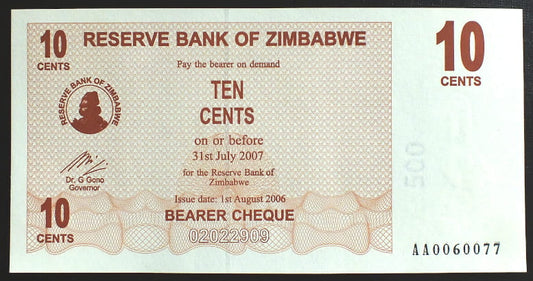 10
CENTS
RESERVE BANK OF ZIMBABWE
10
CENTS
Pay the bearer on demand
RESERVE BANK OF ZIMBABWE
TEN
CENTS
on or before
31st July 2007
for the Reserve Bank of
Zimbabwe
Dr. G Gono
Governor
Issue date: 1st August 2006
10
CENTS
BEARER CHEQUE
02022909
AA0060077